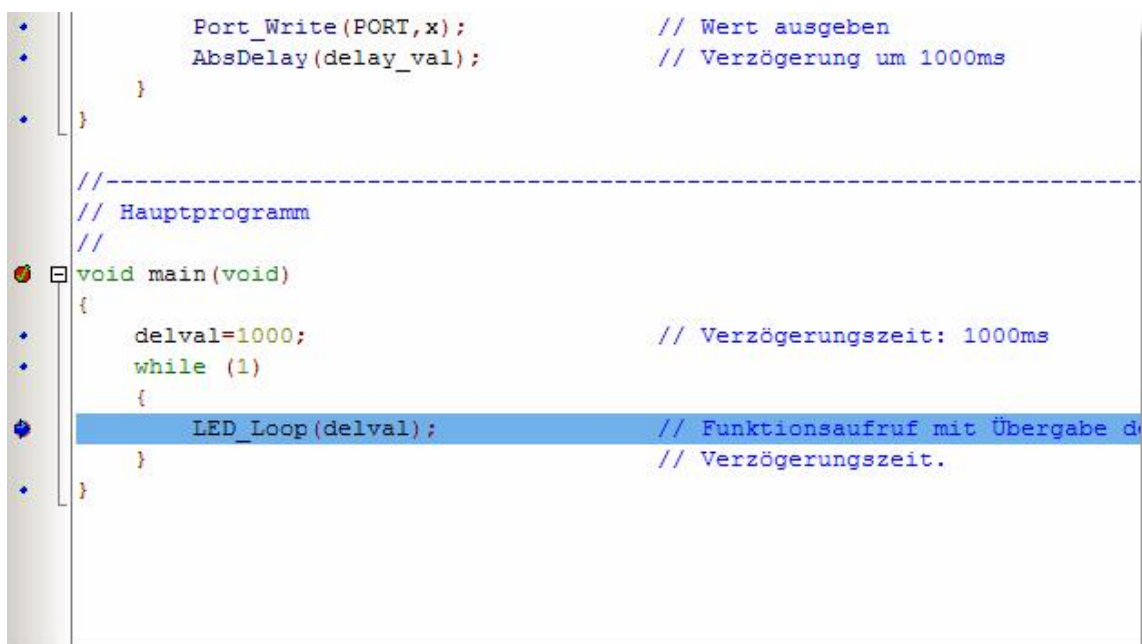 Port_Write(PORT,x); // Wert ausgeben
AbsDelay(delay_val); // Verzögerung um 1000ms
}
}
//--------------------------------------------------------------------------
// Hauptprogramm
//
void main(void)
{
delval=1000; // Verzögerungszeit: 1000ms
while (1)
{
LED_Loop(delval); // Funktionsaufruf mit Übergabe
} // Verzögerungszeit.
}